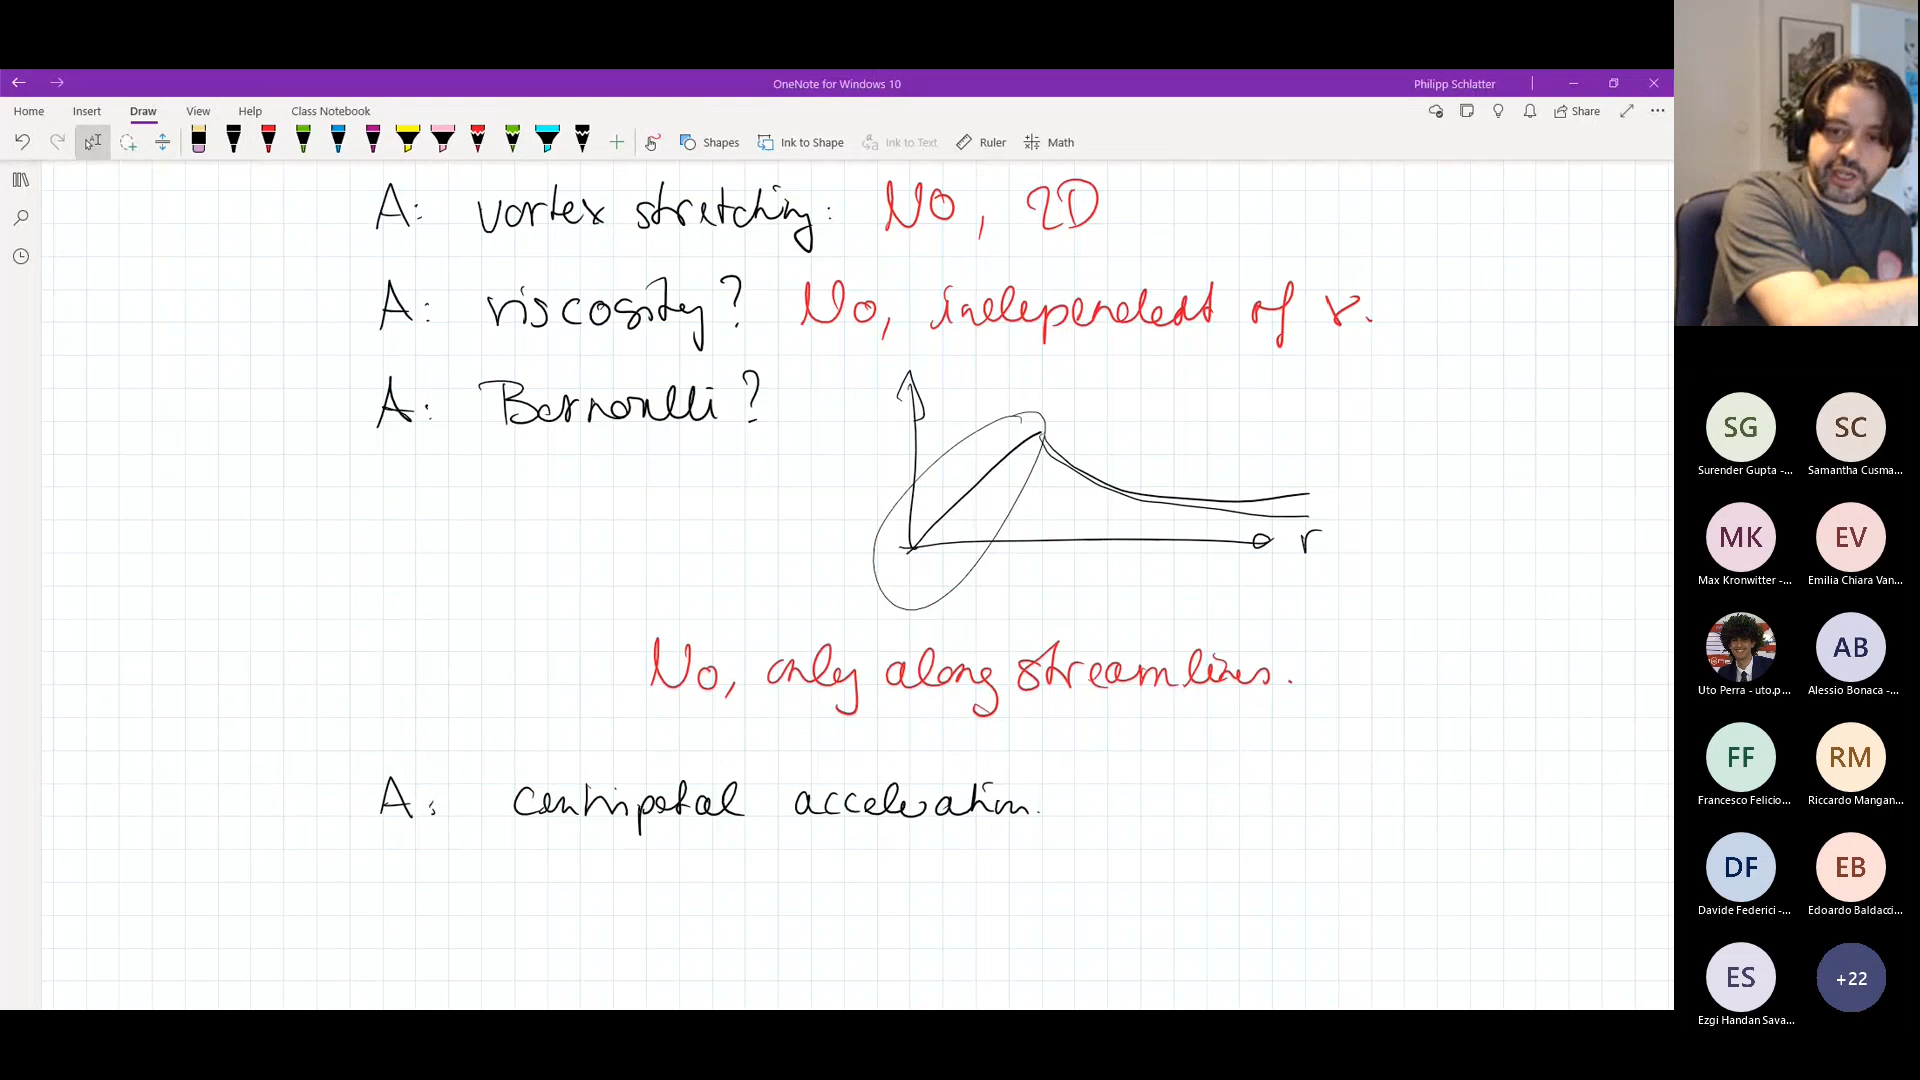 OneNote for Windows 10
Philipp Schlatter
Home Insert Draw View Help Class Notebook
Share
Shapes Ink to Shape Ink to Text Ruler Math
A: vortex stretching: No, 2D
A: viscosity? No, independent of r.
A: Bernoulli?
r
No, only along streamlines.
A: centripetal acceleration.
SG SC
Surender Gupta -... Samantha Cusma...
MK EV
Max Kronwitter -... Emilia Chiara Van...
AB
Uto Perra - uto.p... Alessio Bonaca -...
FF RM
Francesco Felicio... Riccardo Mangan...
DF EB
Davide Federici -... Edoardo Baldacci...
ES +22
Ezgi Handan Sava...